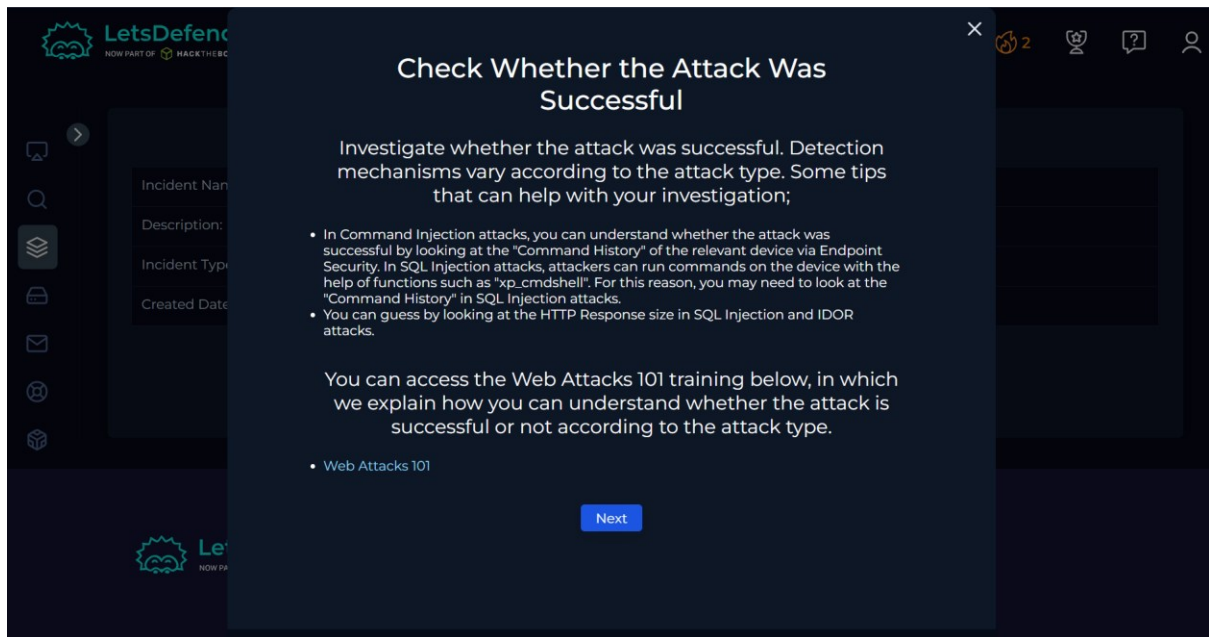 LetsDefend
NOW PART OF HACKTHEBO
2
Check Whether the Attack Was
Successful
Investigate whether the attack was successful. Detection
mechanisms vary according to the attack type. Some tips
that can help with your investigation;
Incident Nan
Description:
Incident Type
Created Date
• In Command Injection attacks, you can understand whether the attack was
successful by looking at the "Command History" of the relevant device via Endpoint
Security. In SQL Injection attacks, attackers can run commands on the device with the
help of functions such as "xp_cmdshell". For this reason, you may need to look at the
"Command History" in SQL Injection attacks.
• You can guess by looking at the HTTP Response size in SQL Injection and IDOR
attacks.
You can access the Web Attacks 101 training below, in which
we explain how you can understand whether the attack is
successful or not according to the attack type.
• Web Attacks 101
Next
Let
NOW PA